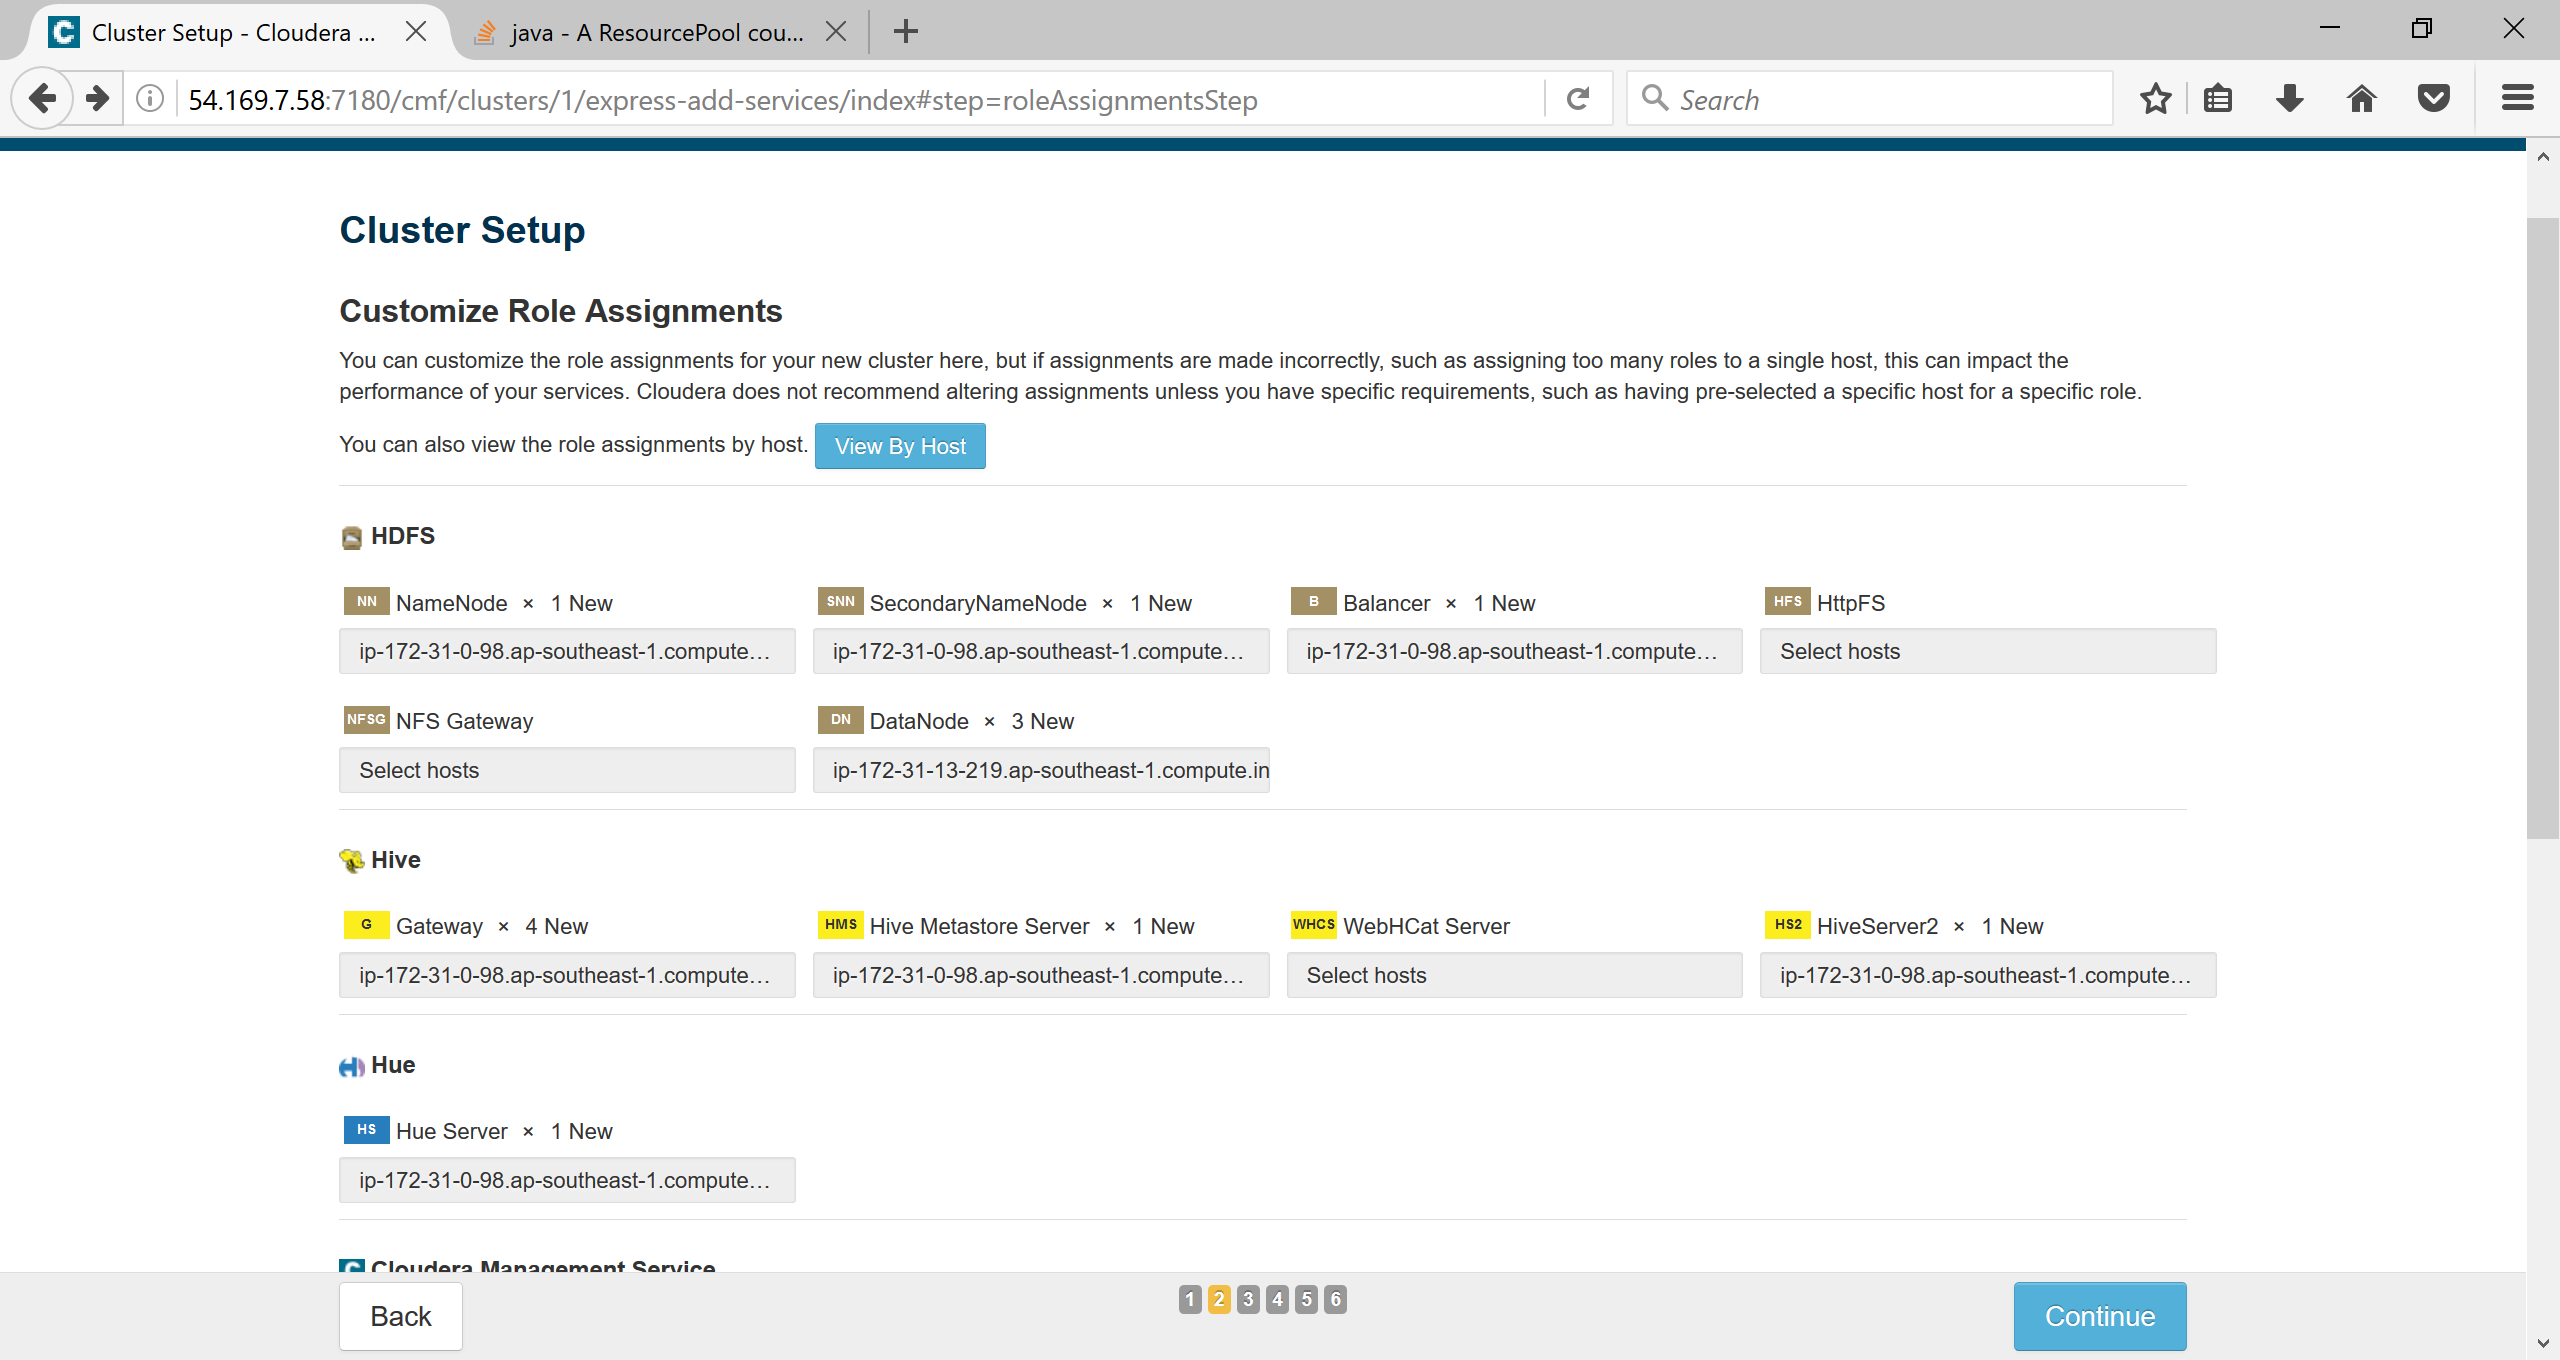 Cluster Setup - Cloudera ...
java - A ResourcePool cou...
54.169.7.58:7180/cmf/clusters/1/express-add-services/index#step=roleAssignmentsStep
Search
Cluster Setup
Customize Role Assignments
You can customize the role assignments for your new cluster here, but if assignments are made incorrectly, such as assigning too many roles to a single host, this can impact the
performance of your services. Cloudera does not recommend altering assignments unless you have specific requirements, such as having pre-selected a specific host for a specific role.
You can also view the role assignments by host. View By Host
HDFS
NN NameNode × 1 New
SNN SecondaryNameNode × 1 New
B Balancer × 1 New
HFS HttpFS
ip-172-31-0-98.ap-southeast-1.compute...
ip-172-31-0-98.ap-southeast-1.compute...
ip-172-31-0-98.ap-southeast-1.compute...
Select hosts
NFSG NFS Gateway
DN DataNode × 3 New
Select hosts
ip-172-31-13-219.ap-southeast-1.compute.in
Hive
G Gateway × 4 New
HMS Hive Metastore Server × 1 New
WHCS WebHCat Server
HS2 HiveServer2 × 1 New
ip-172-31-0-98.ap-southeast-1.compute...
ip-172-31-0-98.ap-southeast-1.compute...
Select hosts
ip-172-31-0-98.ap-southeast-1.compute...
Hue
HS Hue Server × 1 New
ip-172-31-0-98.ap-southeast-1.compute...
Cloudera Management Service
Back
1 2 3 4 5 6
Continue